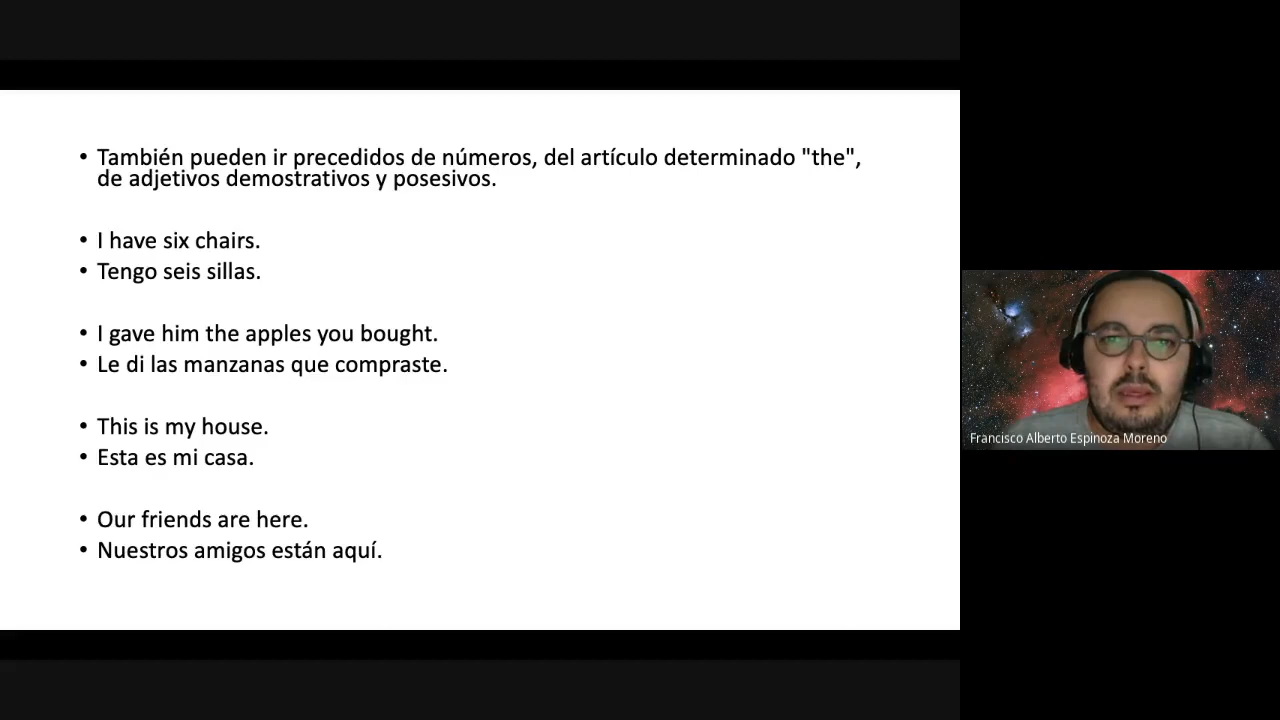 • También pueden ir precedidos de números, del artículo determinado "the",
de adjetivos demostrativos y posesivos.
• I have six chairs.
• Tengo seis sillas.
• I gave him the apples you bought.
• Le di las manzanas que compraste.
• This is my house.
• Esta es mi casa.
• Our friends are here.
• Nuestros amigos están aquí.
Francisco Alberto Espinoza Moreno